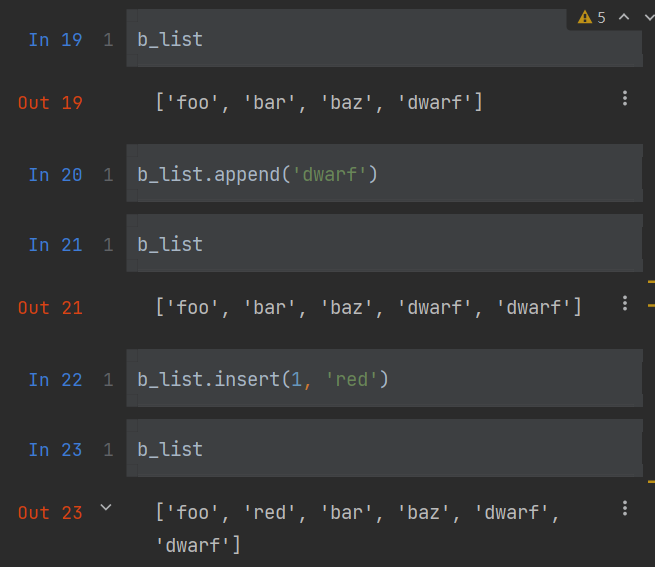 5
In 19 1 b_list
Out 19 ['foo', 'bar', 'baz', 'dwarf']
In 20 1 b_list.append('dwarf')
In 21 1 b_list
Out 21 ['foo', 'bar', 'baz', 'dwarf', 'dwarf']
In 22 1 b_list.insert(1, 'red')
In 23 1 b_list
Out 23 ['foo', 'red', 'bar', 'baz', 'dwarf',
'dwarf']